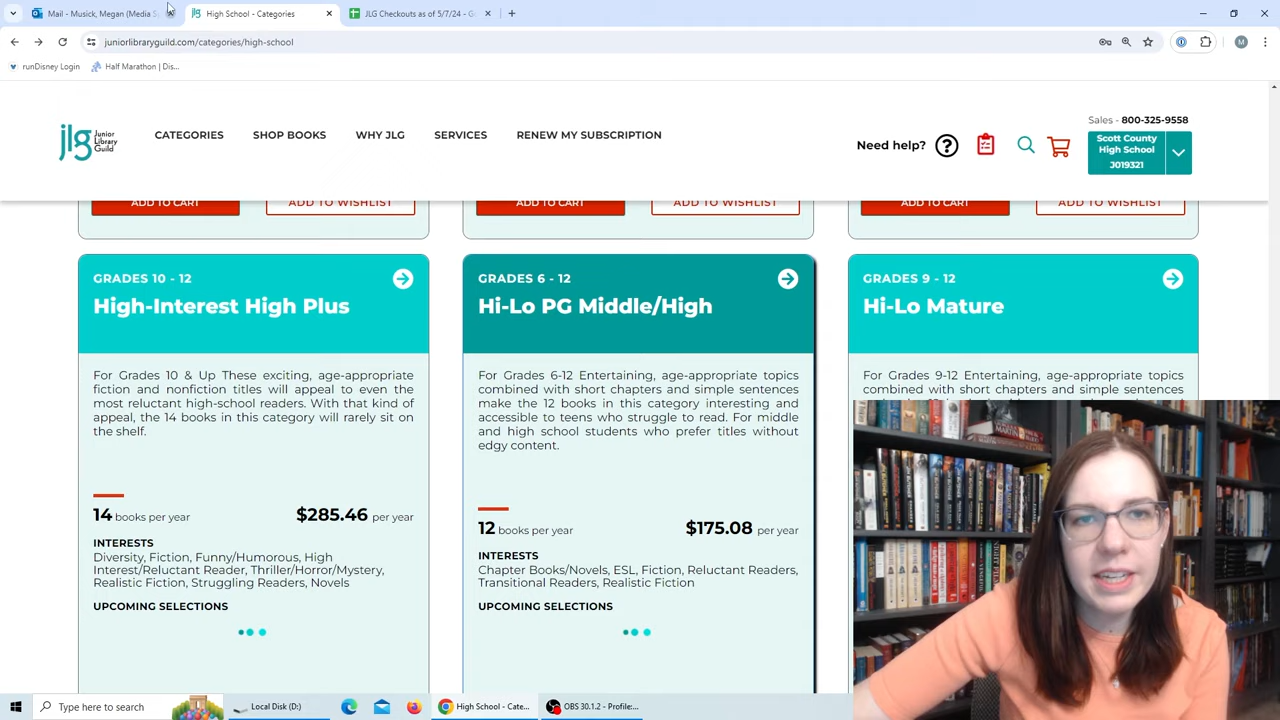 Mail - Musick, Megan (Media S
High School - Categories
JLG Checkouts as of 5/7/24 - G
juniorlibraryguild.com/categories/high-school
M
runDisney Login
Half Marathon | Dis...
jlg Junior Library Guild
CATEGORIES
SHOP BOOKS
WHY JLG
SERVICES
RENEW MY SUBSCRIPTION
Need help?
Sales - 800-325-9558
Scott County
High School
J019321
ADD TO CART
ADD TO WISHLIST
ADD TO CART
ADD TO WISHLIST
ADD TO CART
ADD TO WISHLIST
GRADES 10 - 12
High-Interest High Plus
For Grades 10 & Up These exciting, age-appropriate
fiction and nonfiction titles will appeal to even the
most reluctant high-school readers. With that kind of
appeal, the 14 books in this category will rarely sit on
the shelf.
14 books per year
$285.46 per year
INTERESTS
Diversity, Fiction, Funny/Humorous, High
Interest/Reluctant Reader, Thriller/Horror/Mystery,
Realistic Fiction, Struggling Readers, Novels
UPCOMING SELECTIONS
GRADES 6 - 12
Hi-Lo PG Middle/High
For Grades 6-12 Entertaining, age-appropriate topics
combined with short chapters and simple sentences
make the 12 books in this category interesting and
accessible to teens who struggle to read. For middle
and high school students who prefer titles without
edgy content.
12 books per year
$175.08 per year
INTERESTS
Chapter Books/Novels, ESL, Fiction, Reluctant Readers,
Transitional Readers, Realistic Fiction
UPCOMING SELECTIONS
GRADES 9 - 12
Hi-Lo Mature
For Grades 9-12 Entertaining, age-appropriate topics
combined with short chapters and simple sentences
Type here to search
Local Disk (D:)
High School - Cate...
OBS 30.1.2 - Profile:...